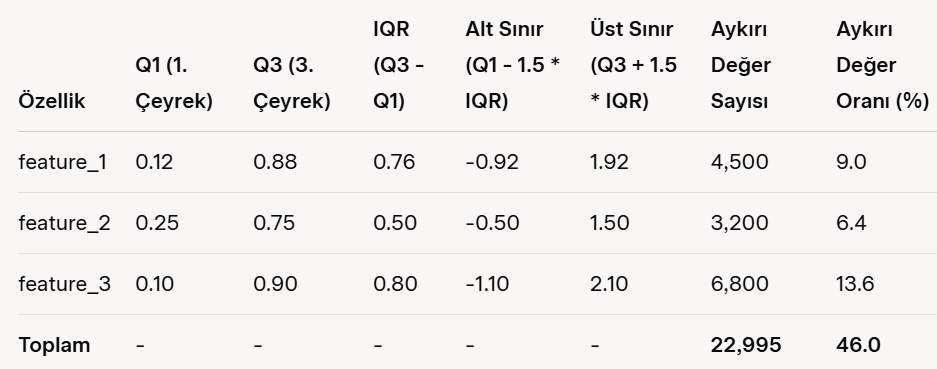 Özellik Q1 (1. Çeyrek) Q3 (3. Çeyrek) IQR (Q3 - Q1) Alt Sınır (Q1 - 1.5 * IQR) Üst Sınır (Q3 + 1.5 * IQR) Aykırı Değer Sayısı Aykırı Değer Oranı (%)
feature_1 0.12 0.88 0.76 -0.92 1.92 4,500 9.0
feature_2 0.25 0.75 0.50 -0.50 1.50 3,200 6.4
feature_3 0.10 0.90 0.80 -1.10 2.10 6,800 13.6
Toplam - - - - - 22,995 46.0